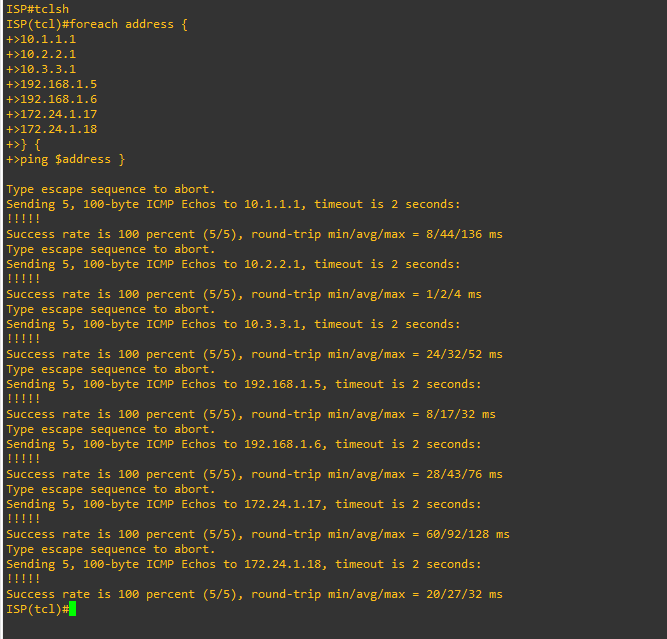 ISP#tclsh
ISP(tcl)#foreach address {
+>10.1.1.1
+>10.2.2.1
+>10.3.3.1
+>192.168.1.5
+>192.168.1.6
+>172.24.1.17
+>172.24.1.18
+>} {
+>ping $address }
Type escape sequence to abort.
Sending 5, 100-byte ICMP Echos to 10.1.1.1, timeout is 2 seconds:
!!!!!
Success rate is 100 percent (5/5), round-trip min/avg/max = 8/44/136 ms
Type escape sequence to abort.
Sending 5, 100-byte ICMP Echos to 10.2.2.1, timeout is 2 seconds:
!!!!!
Success rate is 100 percent (5/5), round-trip min/avg/max = 1/2/4 ms
Type escape sequence to abort.
Sending 5, 100-byte ICMP Echos to 10.3.3.1, timeout is 2 seconds:
!!!!!
Success rate is 100 percent (5/5), round-trip min/avg/max = 24/32/52 ms
Type escape sequence to abort.
Sending 5, 100-byte ICMP Echos to 192.168.1.5, timeout is 2 seconds:
!!!!!
Success rate is 100 percent (5/5), round-trip min/avg/max = 8/17/32 ms
Type escape sequence to abort.
Sending 5, 100-byte ICMP Echos to 192.168.1.6, timeout is 2 seconds:
!!!!!
Success rate is 100 percent (5/5), round-trip min/avg/max = 28/43/76 ms
Type escape sequence to abort.
Sending 5, 100-byte ICMP Echos to 172.24.1.17, timeout is 2 seconds:
!!!!!
Success rate is 100 percent (5/5), round-trip min/avg/max = 60/92/128 ms
Type escape sequence to abort.
Sending 5, 100-byte ICMP Echos to 172.24.1.18, timeout is 2 seconds:
!!!!!
Success rate is 100 percent (5/5), round-trip min/avg/max = 20/27/32 ms
ISP(tcl)#